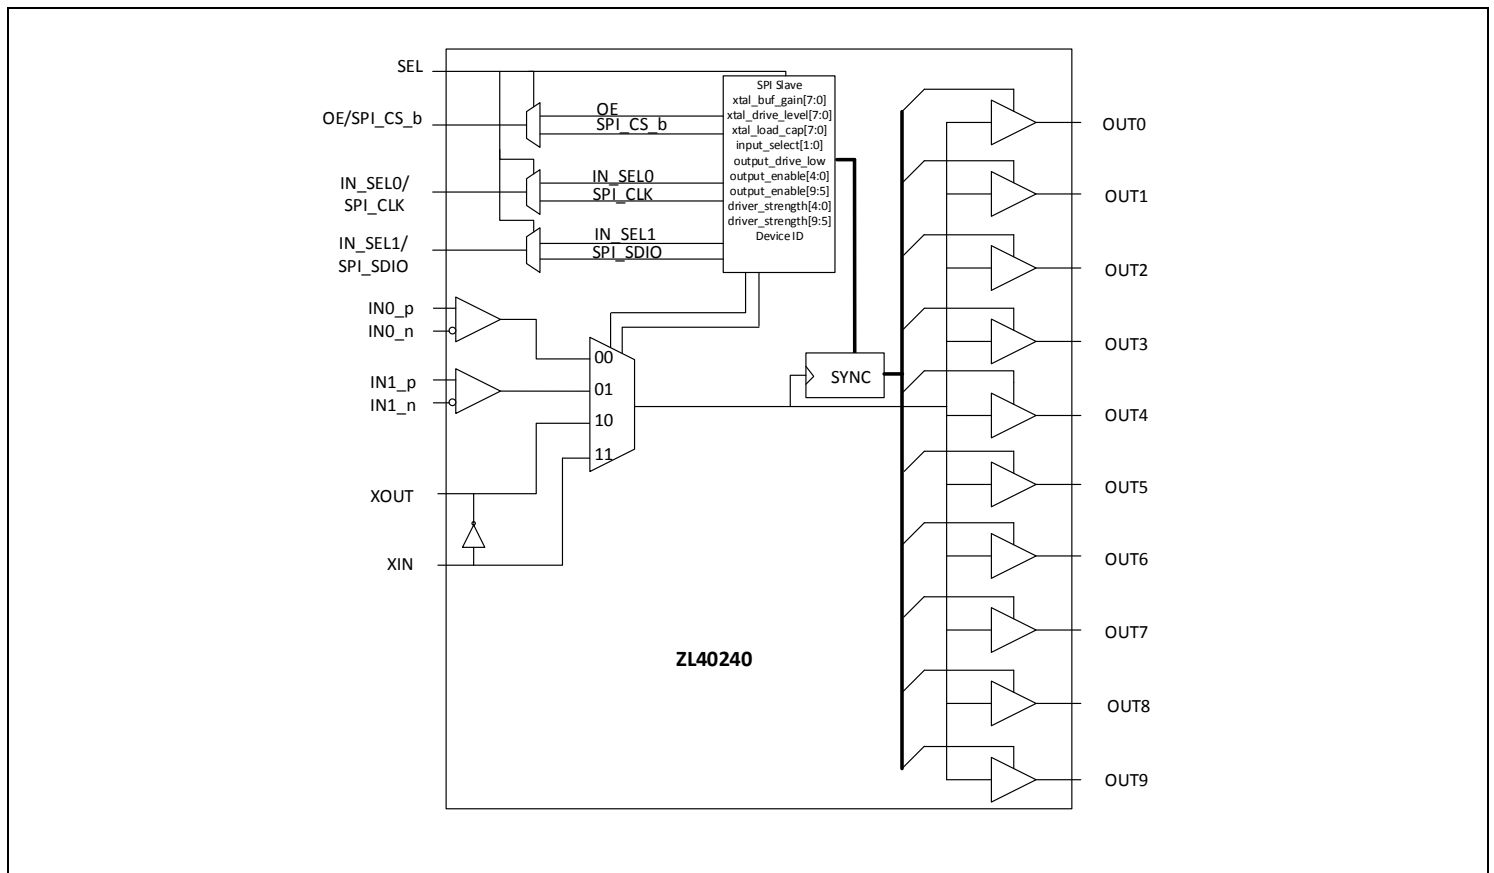 SEL
OE/SPI_CS_b
IN_SEL0/
SPI_CLK
IN_SEL1/
SPI_SDIO
IN0_p
IN0_n
IN1_p
IN1_n
XOUT
XIN
OE
SPI_CS_b
IN_SEL0
SPI_CLK
IN_SEL1
SPI_SDIO
SPI Slave
xtal_buf_gain[7:0]
xtal_drive_level[7:0]
xtal_load_cap[7:0]
input_select[1:0]
output_drive_low
output_enable[4:0]
output_enable[9:5]
driver_strength[4:0]
driver_strength[9:5]
Device ID
00
01
10
11
SYNC
ZL40240
OUT0
OUT1
OUT2
OUT3
OUT4
OUT5
OUT6
OUT7
OUT8
OUT9